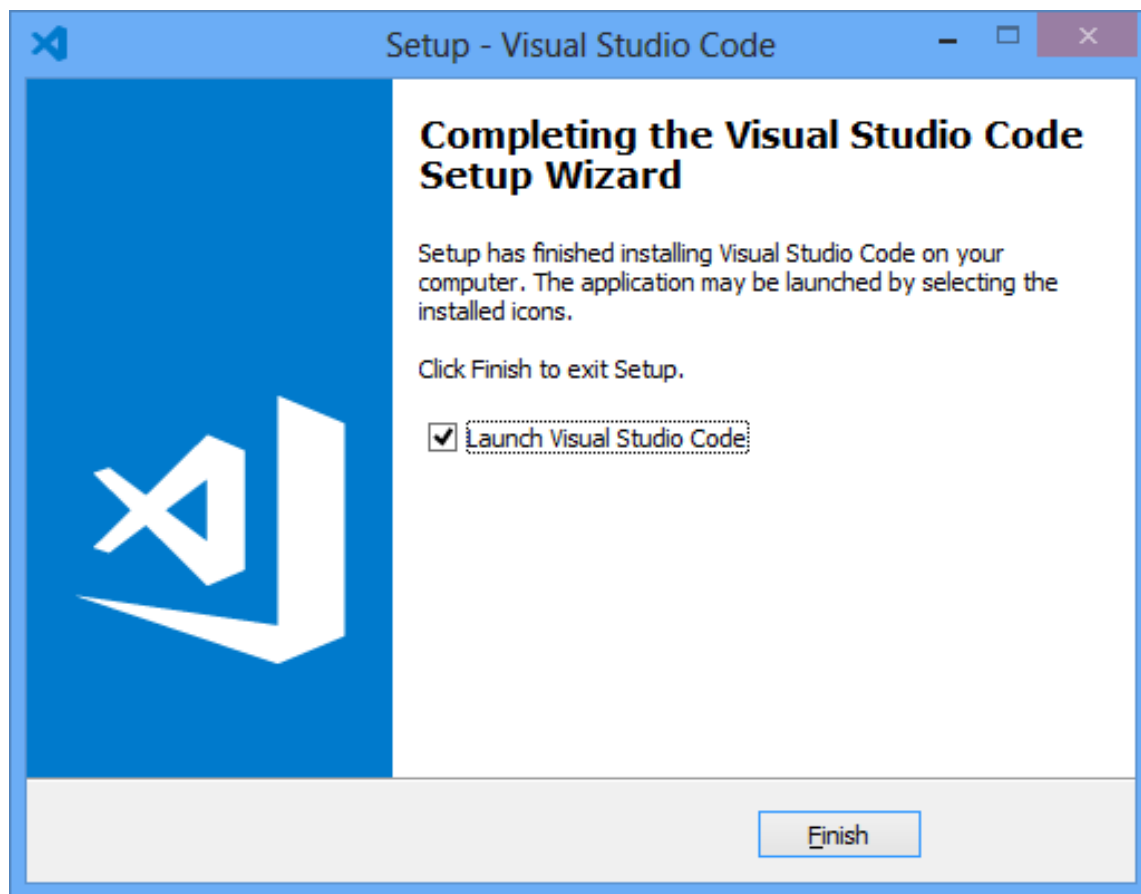 Setup - Visual Studio Code
Completing the Visual Studio Code
Setup Wizard
Setup has finished installing Visual Studio Code on your
computer. The application may be launched by selecting the
installed icons.
Click Finish to exit Setup.
Launch Visual Studio Code
Finish